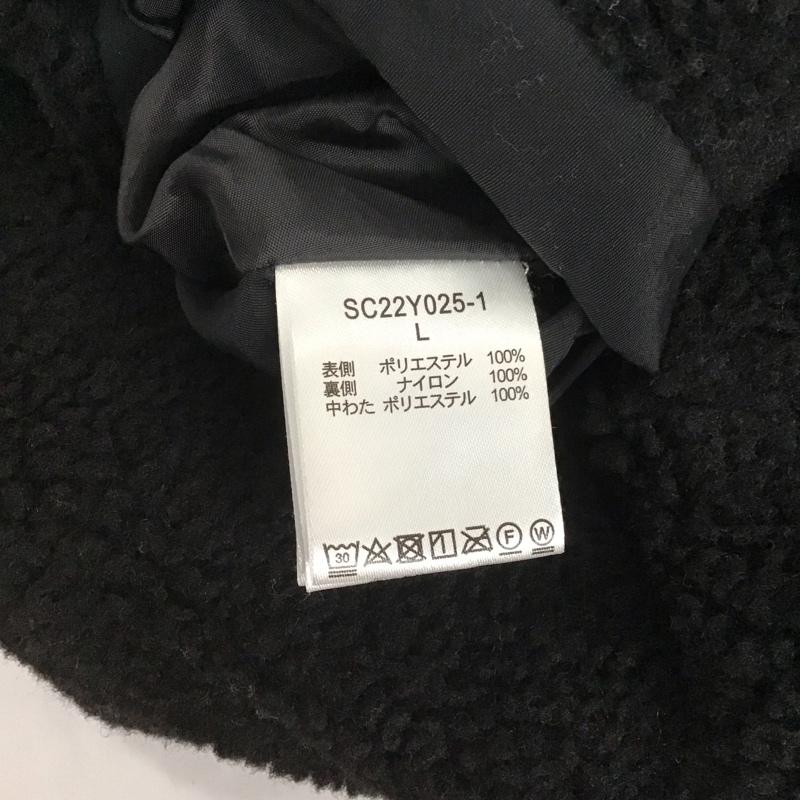 SC22Y025-1
L
表側 ポリエステル 100%
裏側 ナイロン 100%
中わた ポリエステル 100%
30 F W